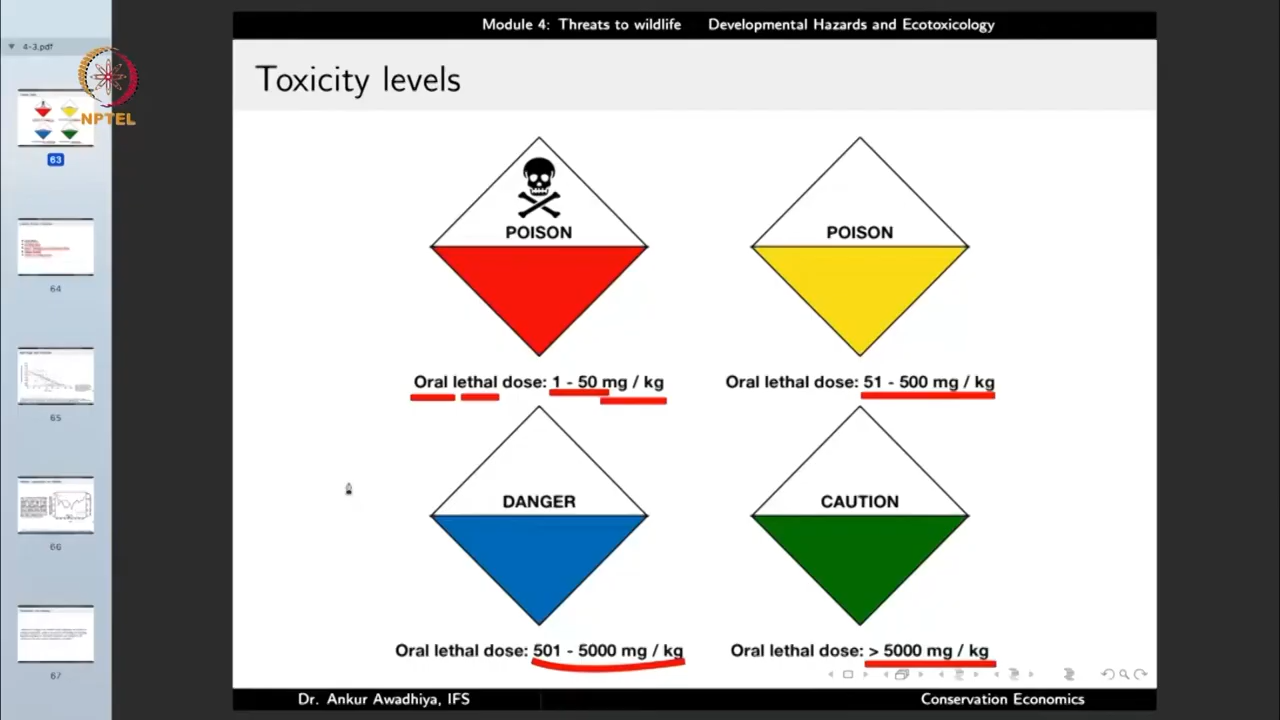 Module 4: Threats to wildlife Developmental Hazards and Ecotoxicology
4-3.pdf
NPTEL
Toxicity levels
POISON
POISON
Oral lethal dose: 1 - 50 mg / kg
Oral lethal dose: 51 - 500 mg / kg
DANGER
CAUTION
Oral lethal dose: 501 - 5000 mg / kg
Oral lethal dose: > 5000 mg / kg
63
64
65
66
67
Dr. Ankur Awadhiya, IFS
Conservation Economics